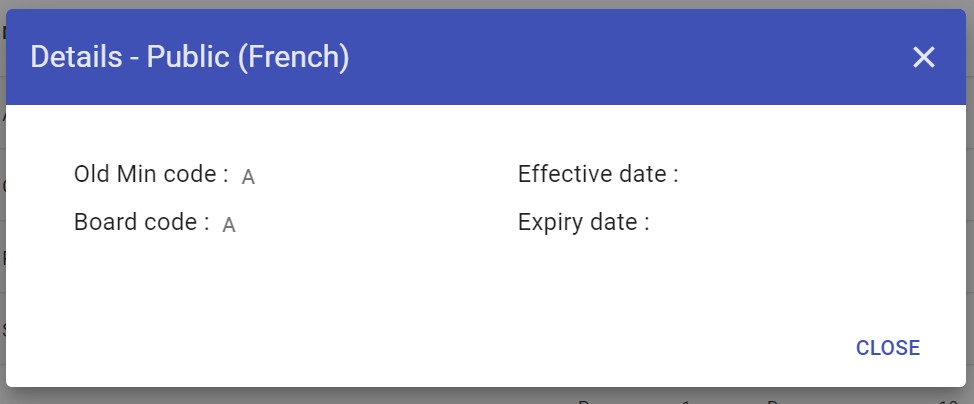 Details - Public (French)
Old Min code : A
Effective date :
Board code : A
Expiry date :
CLOSE